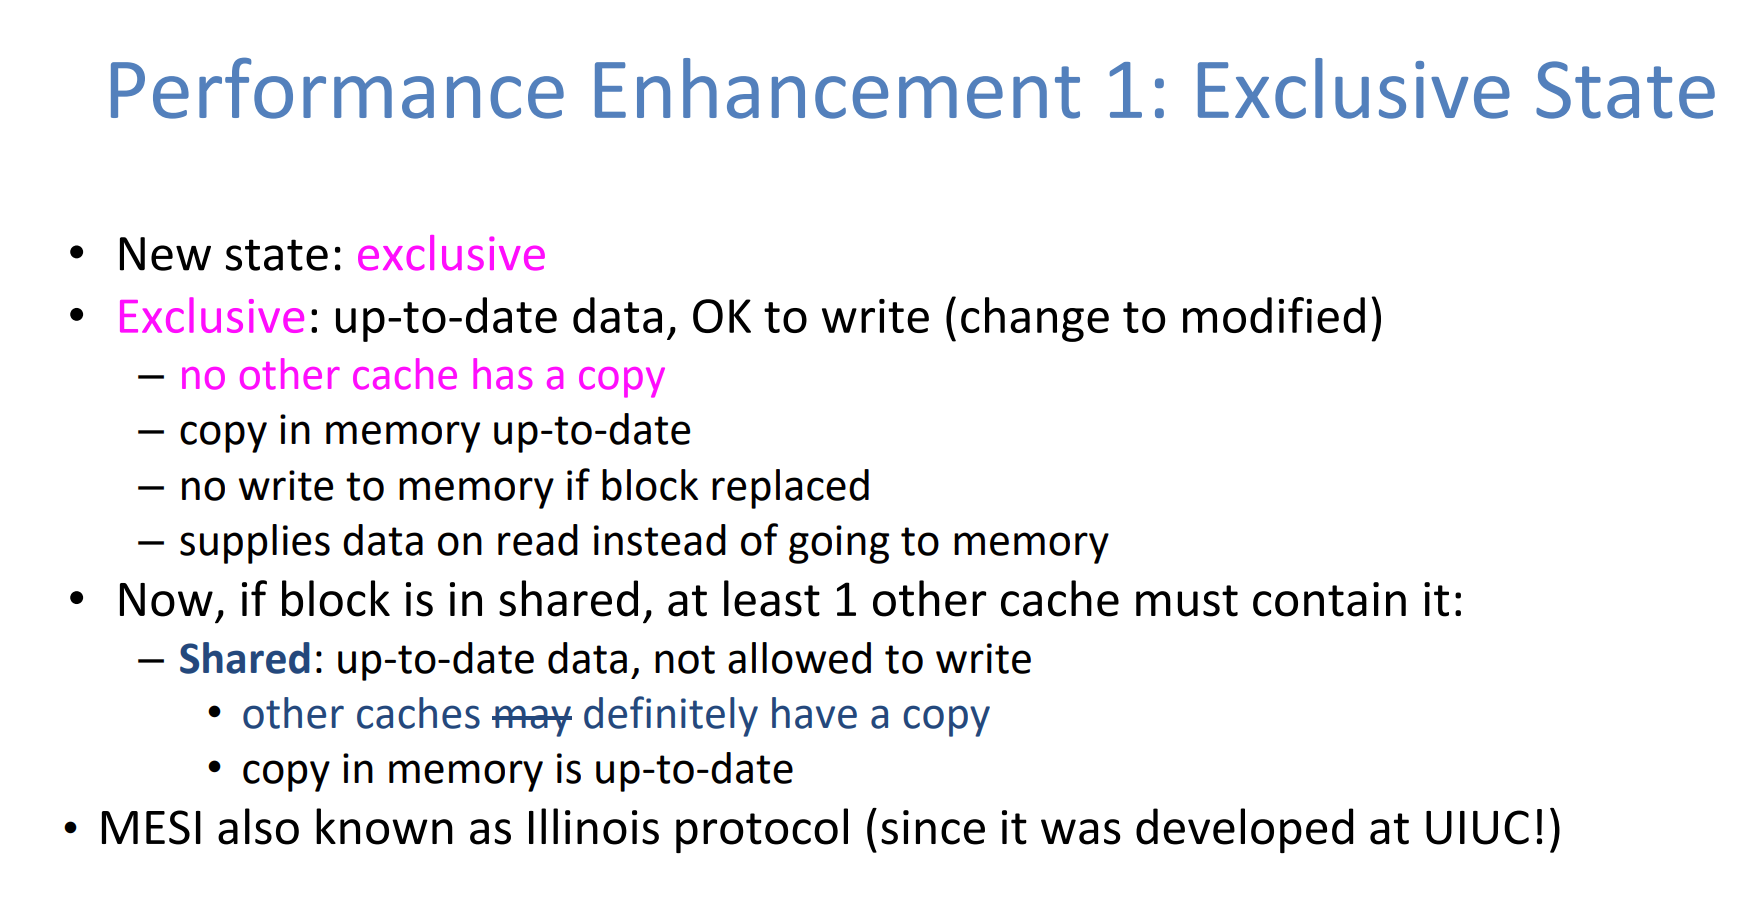 Performance Enhancement 1: Exclusive State
• New state: exclusive
• Exclusive: up-to-date data, OK to write (change to modified)
– no other cache has a copy
– copy in memory up-to-date
– no write to memory if block replaced
– supplies data on read instead of going to memory
• Now, if block is in shared, at least 1 other cache must contain it:
– Shared: up-to-date data, not allowed to write
• other caches may definitely have a copy
• copy in memory is up-to-date
• MESI also known as Illinois protocol (since it was developed at UIUC!)